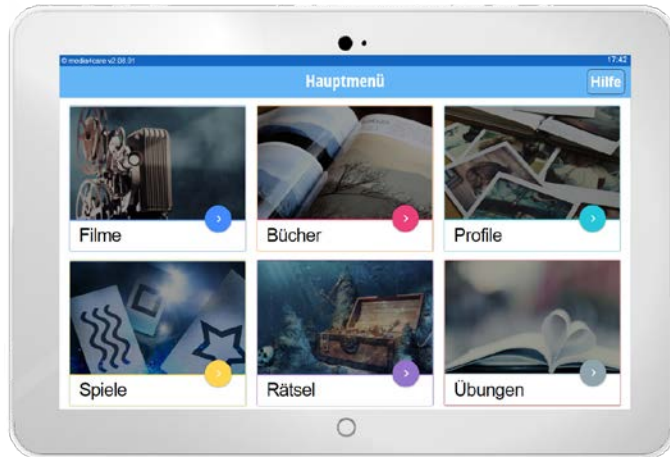 © media4care v2.08.31
17:42
Hauptmenü
Hilfe
Filme
Bücher
Profile
Spiele
Rätsel
Übungen